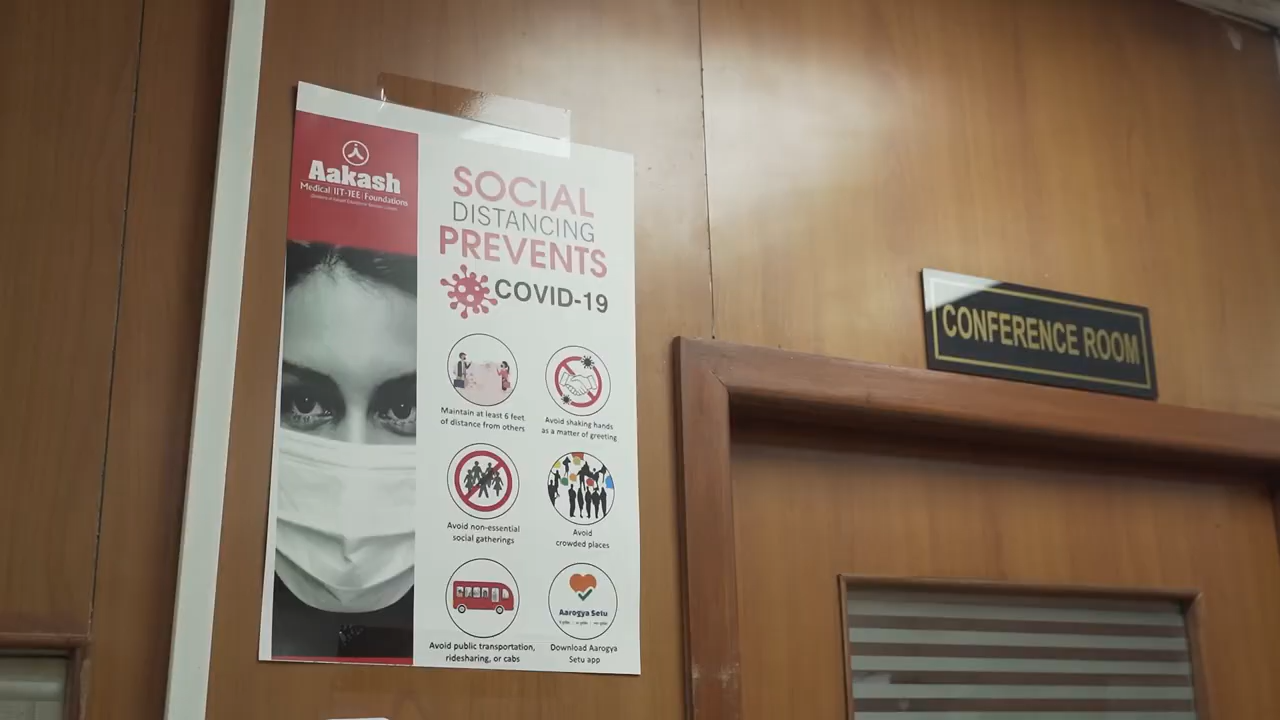 Aakash
Medical | IIT-JEE | Foundations
SOCIAL
DISTANCING
PREVENTS
COVID-19
Maintain at least 6 feet
of distance from others
Avoid shaking hands
as a matter of greeting
Avoid non-essential
social gatherings
Avoid
crowded places
Aarogya Setu
Avoid public transportation,
ridesharing, or cabs
Download Aarogya
Setu app
CONFERENCE ROOM